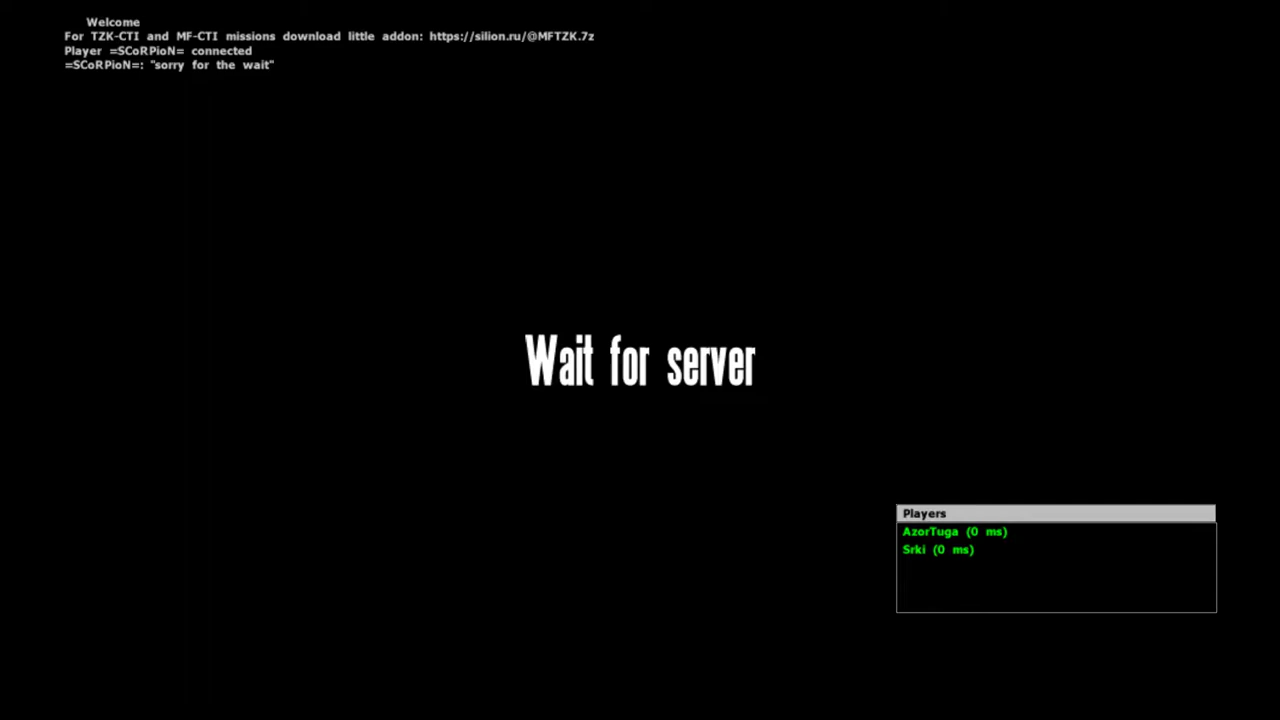 Welcome
For TZK-CTI and MF-CTI missions download little addon: https://silion.ru/@MFTZK.7z
Player =SCoRPioN= connected
=SCoRPioN=: "sorry for the wait"
Wait for server
Players
AzorTuga (0 ms)
Srki (0 ms)